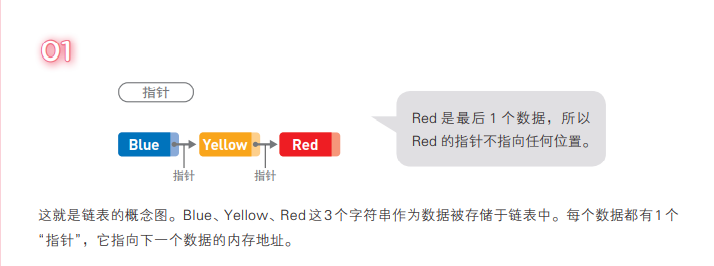 01
指针
Red 是最后 1 个数据，所以
Red 的指针不指向任何位置。
Blue Yellow Red
指针 指针
这就是链表的概念图。Blue、Yellow、Red 这 3 个字符串作为数据被存储于链表中。每个数据都有 1 个
“指针”，它指向下一个数据的内存地址。